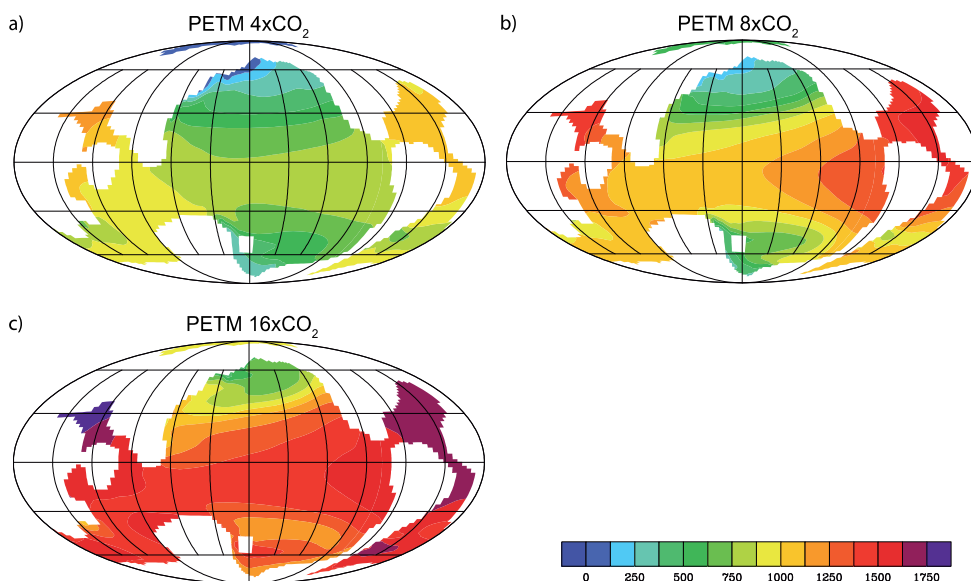 a)
PETM 4xCO₂
b)
PETM 8xCO₂
c)
PETM 16xCO₂
0 250 500 750 1000 1250 1500 1750